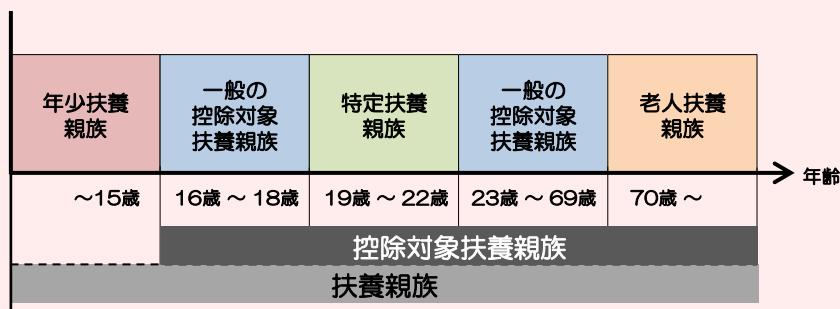 年少扶養
親族
一般の
控除対象
扶養親族
特定扶養
親族
一般の
控除対象
扶養親族
老人扶養
親族
年齢
～15歳
16歳 ～ 18歳
19歳 ～ 22歳
23歳 ～ 69歳
70歳 ～
控除対象扶養親族
扶養親族